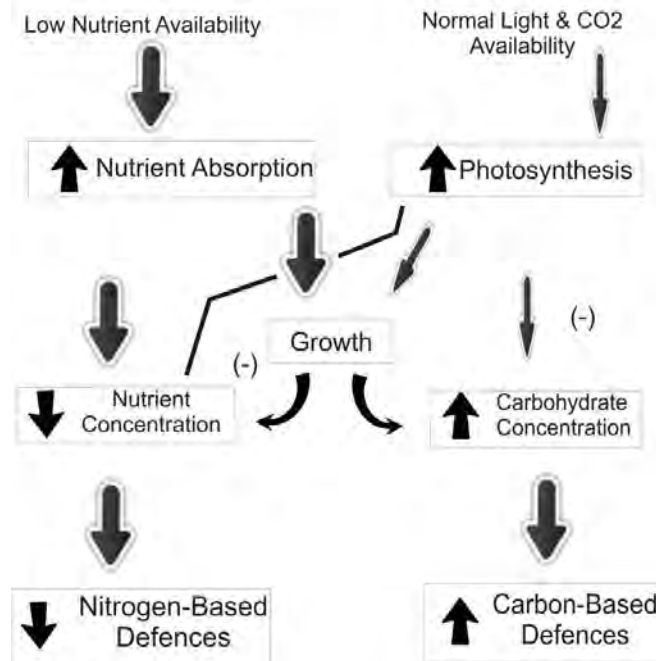 Low Nutrient Availability
Normal Light & CO2
Availability
Nutrient Absorption
Photosynthesis
(-)
Growth
(-)
Nutrient
Concentration
Carbohydrate
Concentration
Nitrogen-Based
Defences
Carbon-Based
Defences